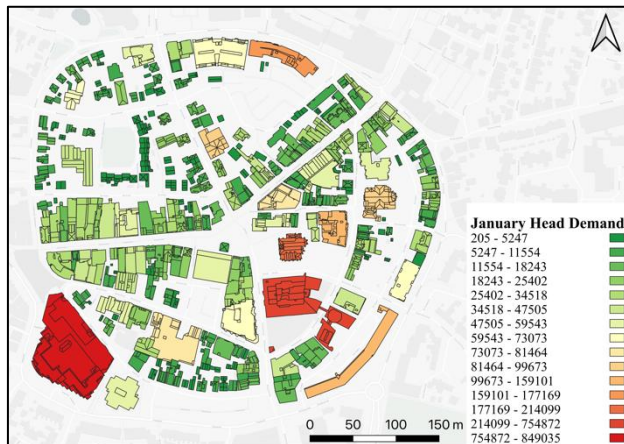 January Head Demand
205 - 5247
5247 - 11554
11554 - 18243
18243 - 25402
25402 - 34518
34518 - 47505
47505 - 59543
59543 - 73073
73073 - 81464
81464 - 99673
99673 - 159101
159101 - 177169
177169 - 214099
214099 - 754872
754872 - 849035
0 50 100 150 m